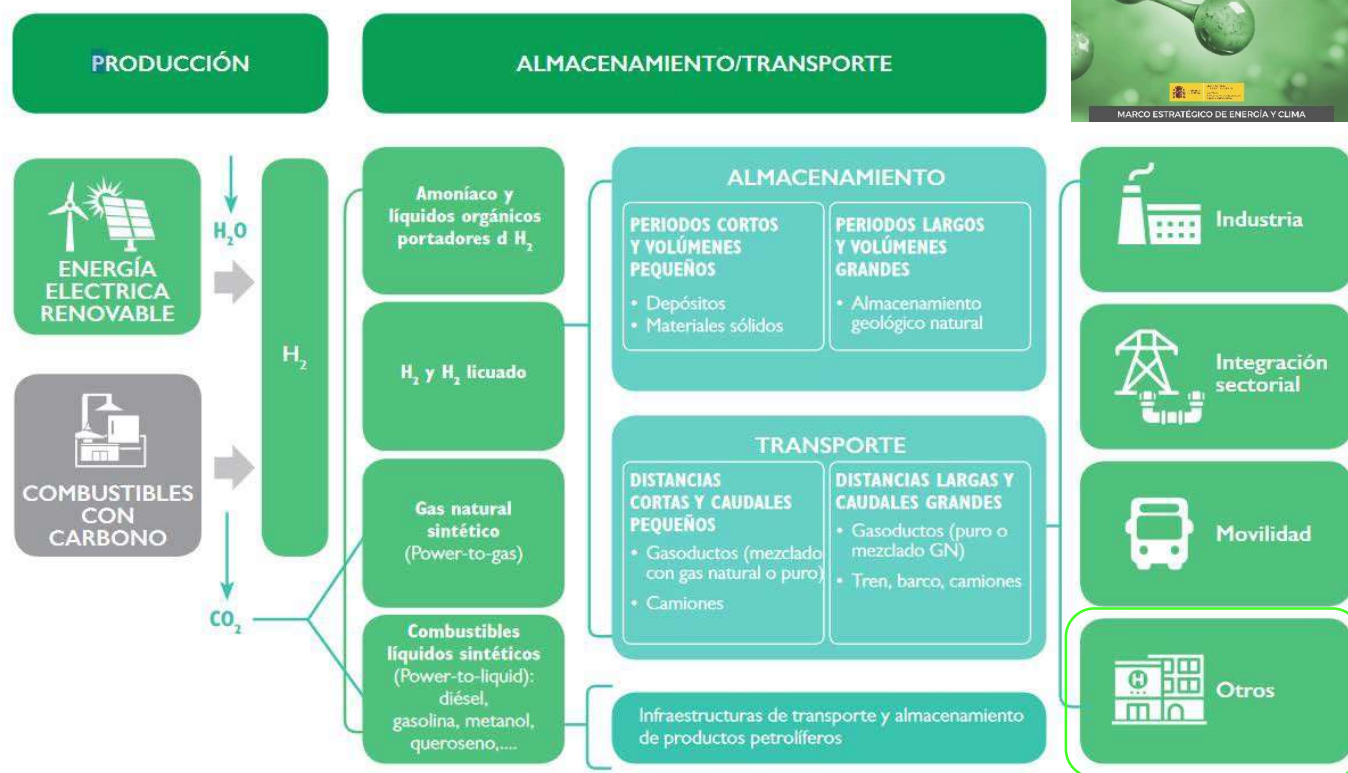 PRODUCCIÓN
ALMACENAMIENTO/TRANSPORTE
MARCO ESTRATÉGICO DE ENERGÍA Y CLIMA
ENERGÍA
ELECTRICA
RENOVABLE
H₂O
COMBUSTIBLES
CON
CARBONO
CO₂
H₂
Amoníaco y
líquidos orgánicos
portadores d H₂
H₂ y H₂ licuado
Gas natural
sintético
(Power-to-gas)
Combustibles
líquidos sintéticos
(Power-to-liquid):
diésel,
gasolina, metanol,
queroseno,....
ALMACENAMIENTO
PERIODOS CORTOS
Y VOLÚMENES
PEQUEÑOS
• Depósitos
• Materiales sólidos
PERIODOS LARGOS
Y VOLÚMENES
GRANDES
• Almacenamiento
geológico natural
TRANSPORTE
DISTANCIAS
CORTAS Y CAUDALES
PEQUEÑOS
• Gasoductos (mezclado
con gas natural o puro)
• Camiones
DISTANCIAS LARGAS Y
CAUDALES GRANDES
• Gasoductos (puro o
mezclado GN)
• Tren, barco, camiones
Infraestructuras de transporte y almacenamiento
de productos petrolíferos
Industria
Integración
sectorial
Movilidad
H
Otros